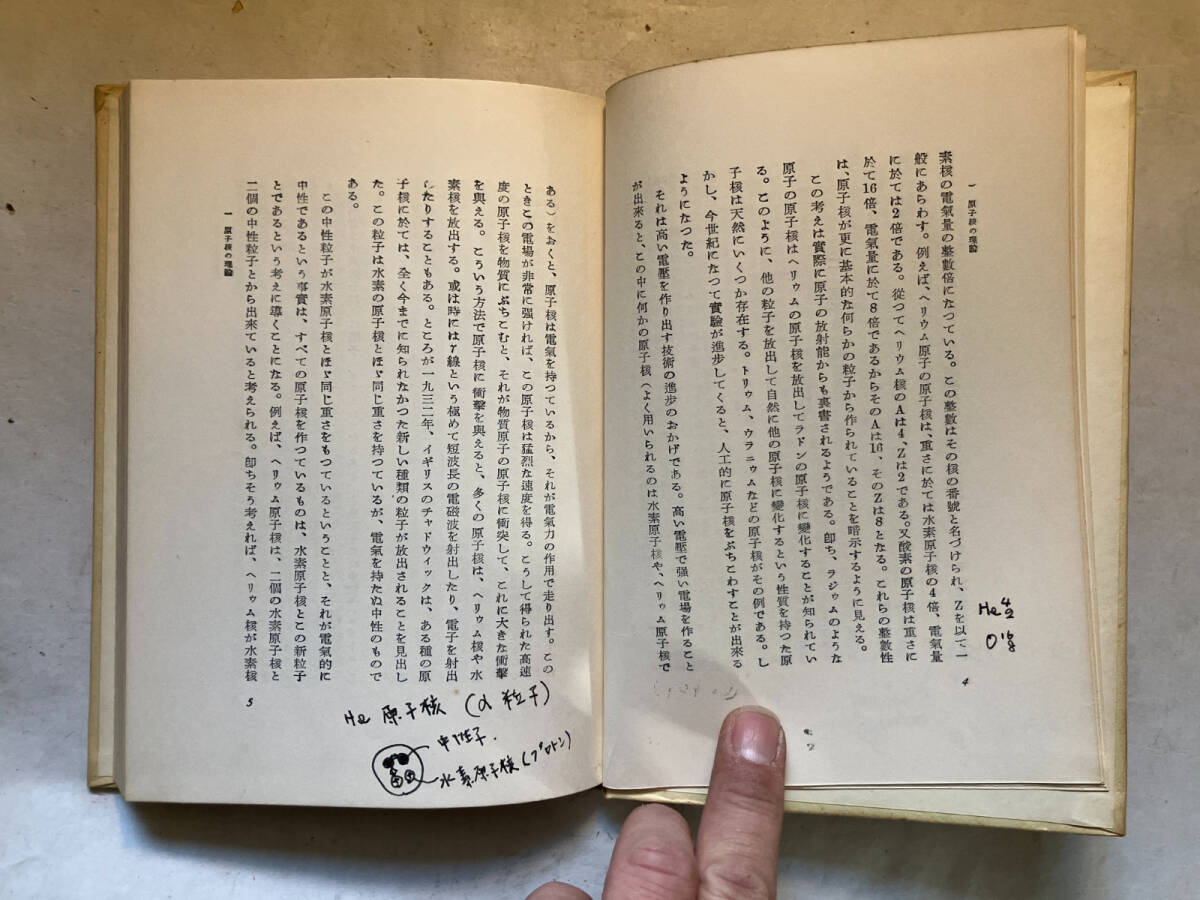 一 原子核の理論
素核の電氣量の整數倍になつている。この整數はその核の番號と名づけられ、Zを以て一
般にあらわす。例えば、ヘリウム原子の原子核は、重さに於ては水素原子核の4倍、電氣量
に於ては2倍である。從つてヘリウム核のAは4、Zは2である。又酸素の原子核は重さに
於て16倍、電氣量に於て8倍であるからそのAは16、そのZは8となる。これらの整數性
は、原子核が更に基本的な何らかの粒子から作られていることを暗示するように見える。
この考えは實際に原子の放射能からも裏書されるようである。卽ち、ラジウムのような
原子の原子核はヘリウムの原子核を放出してラドンの原子核に變化することが知られてい
る。このように、他の粒子を放出して自然に他の原子核に變化するという性質を持つた原
子核は天然にいくつか存在する。トリウム、ウラニウムなどの原子核がその例である。し
かし、今世紀になつて實驗が進步してくると、人工的に原子核をぶちこわすことが出來る
ようになつた。
それは高い電壓を作り出す技術の進步のおかげである。高い電壓で强い電場を作ること
が出來ると、この中に何かの原子核（よく用いられるのは水素原子核や、ヘリウム原子核で
4
He 4 2
O 16 8
ある）をおくと、原子核は電氣を持つているから、それが電氣力の作用で走り出す。この
ときこの電場が非常に强ければ、この原子核は猛烈な速度を得る。こうして得られた高速
度の原子核を物質にぶちこむと、それが物質原子の原子核に衝突して、これに大きな衝擊
を與える。こういう方法で原子核に衝擊を與えると、多くの原子核は、ヘリウム核や水
素核を放出する。或は時にはγ線という極めて短波長の電磁波を射出したり、電子を射出
したりすることもある。ところが一九三二年、イギリスのチャドウィックは、ある種の原
子核に於ては、全く今までに知られなかつた新しい種類の粒子が放出されることを見出し
た。この粒子は水素の原子核とほゞ同じ重さを持つているが、電氣を持たぬ中性のもので
ある。
この中性粒子が水素原子核とほゞ同じ重さをもつているということと、それが電氣的に
中性であるという事實は、すべての原子核を作つているものは、水素原子核とこの新粒子
とであるという考えに導くことになる。例えば、ヘリウム原子核は、二個の水素原子核と
二個の中性粒子とから出來ていると考えられる。卽ちそう考えれば、ヘリウム核が水素核
一 原子核の理論
5
He 原子核（α粒子）
中性子.
水素原子核（プロトン）